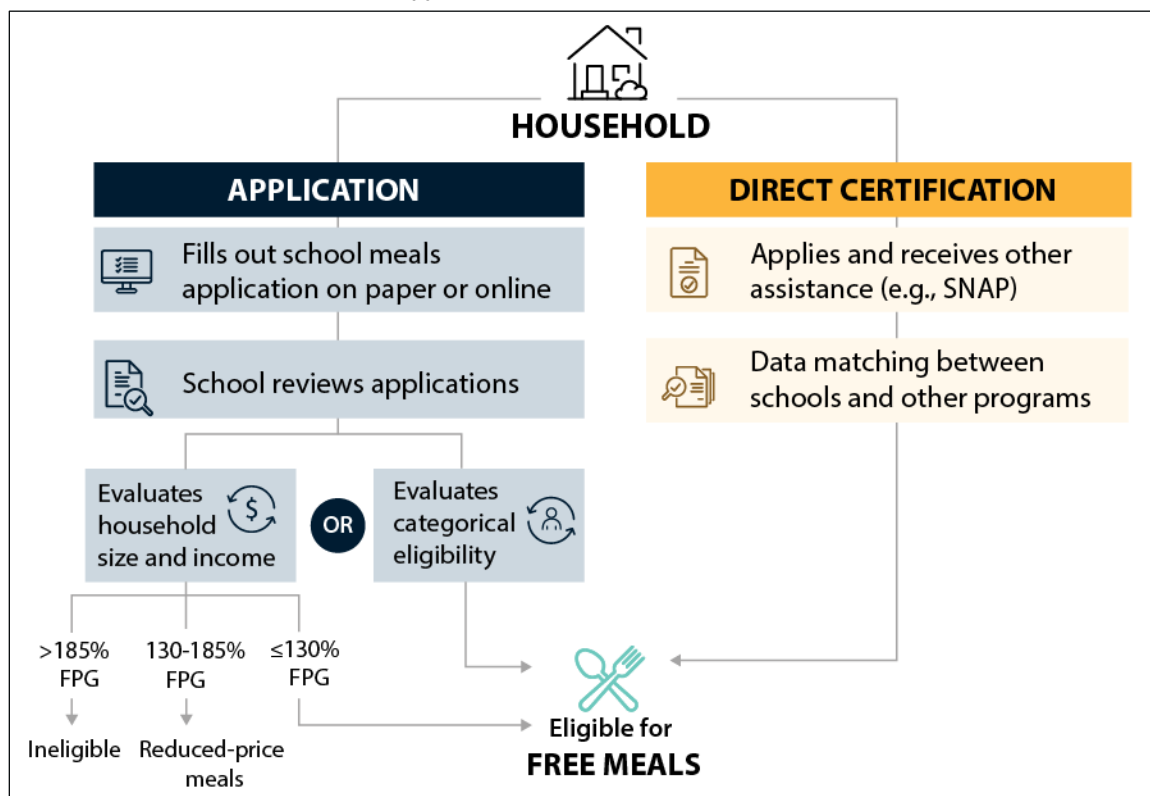 HOUSEHOLD
APPLICATION
Fills out school meals
application on paper or online
School reviews applications
Evaluates
household
size and income
$
OR
Evaluates
categorical
eligibility
>185%
FPG
130-185%
FPG
≤130%
FPG
Ineligible
Reduced-price
meals
DIRECT CERTIFICATION
Applies and receives other
assistance (e.g., SNAP)
Data matching between
schools and other programs
Eligible for
FREE MEALS